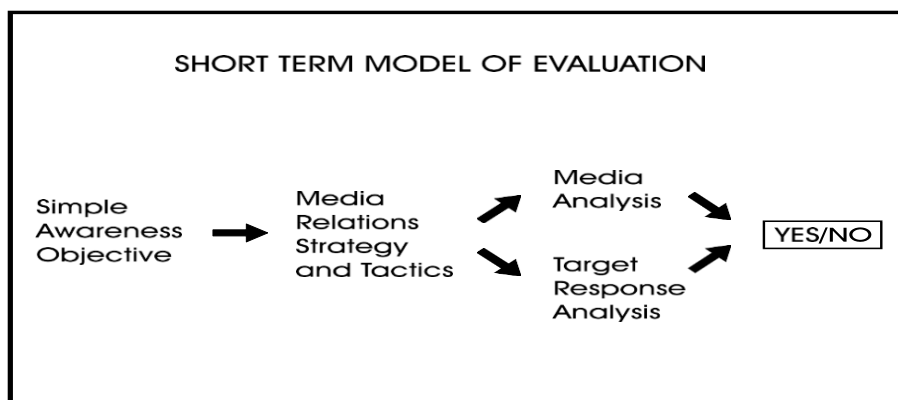 SHORT TERM MODEL OF EVALUATION
Simple
Awareness
Objective
Media
Relations
Strategy
and Tactics
Media
Analysis
Target
Response
Analysis
YES/NO